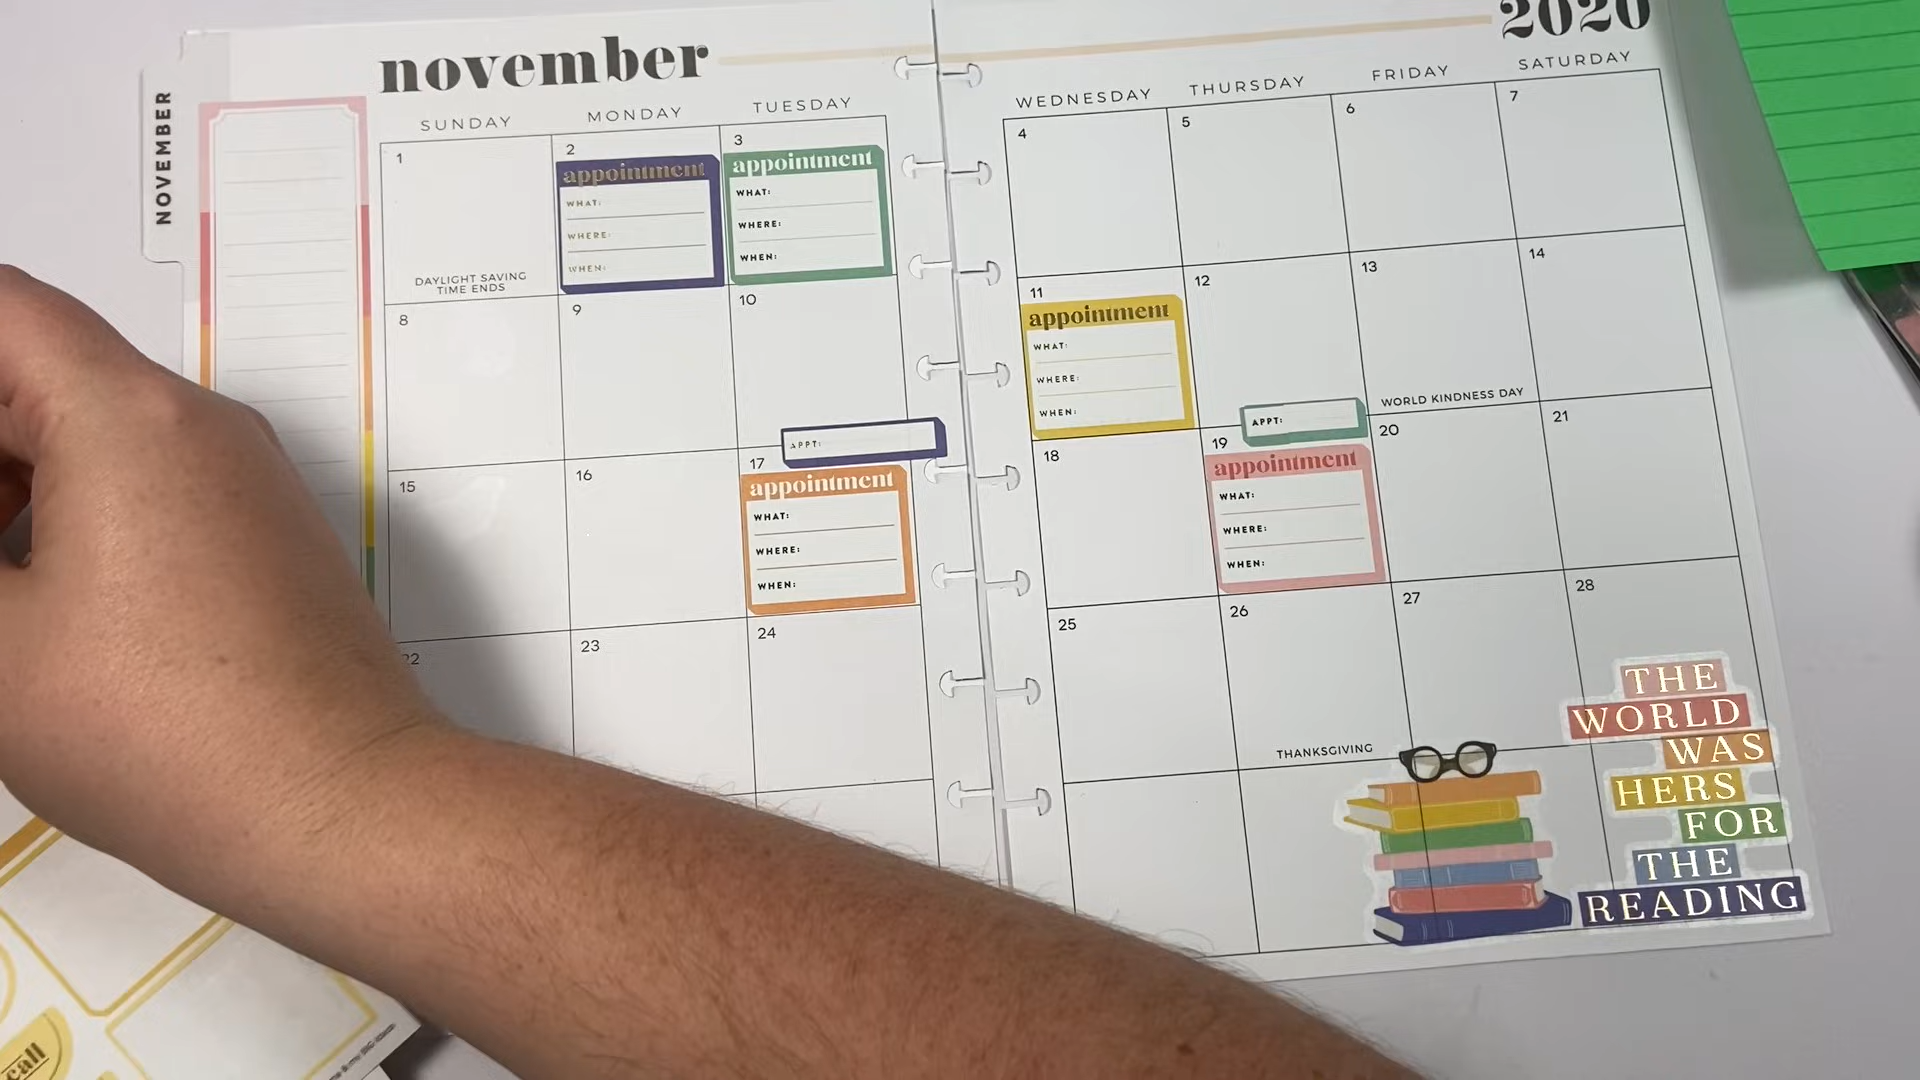 november
2020
NOVEMBER
SUNDAY
MONDAY
TUESDAY
WEDNESDAY
THURSDAY
FRIDAY
SATURDAY
1
DAYLIGHT SAVING
TIME ENDS
2
appointment
WHAT:
WHERE:
WHEN:
3
appointment
WHAT:
WHERE:
WHEN:
4
5
6
7
8
9
10
APPT:
11
appointment
WHAT:
WHERE:
WHEN:
12
APPT:
13
WORLD KINDNESS DAY
14
15
16
17
appointment
WHAT:
WHERE:
WHEN:
18
19
appointment
WHAT:
WHERE:
WHEN:
20
21
22
23
24
25
26
THANKSGIVING
27
28
THE
WORLD
WAS
HERS
FOR
THE
READING
call